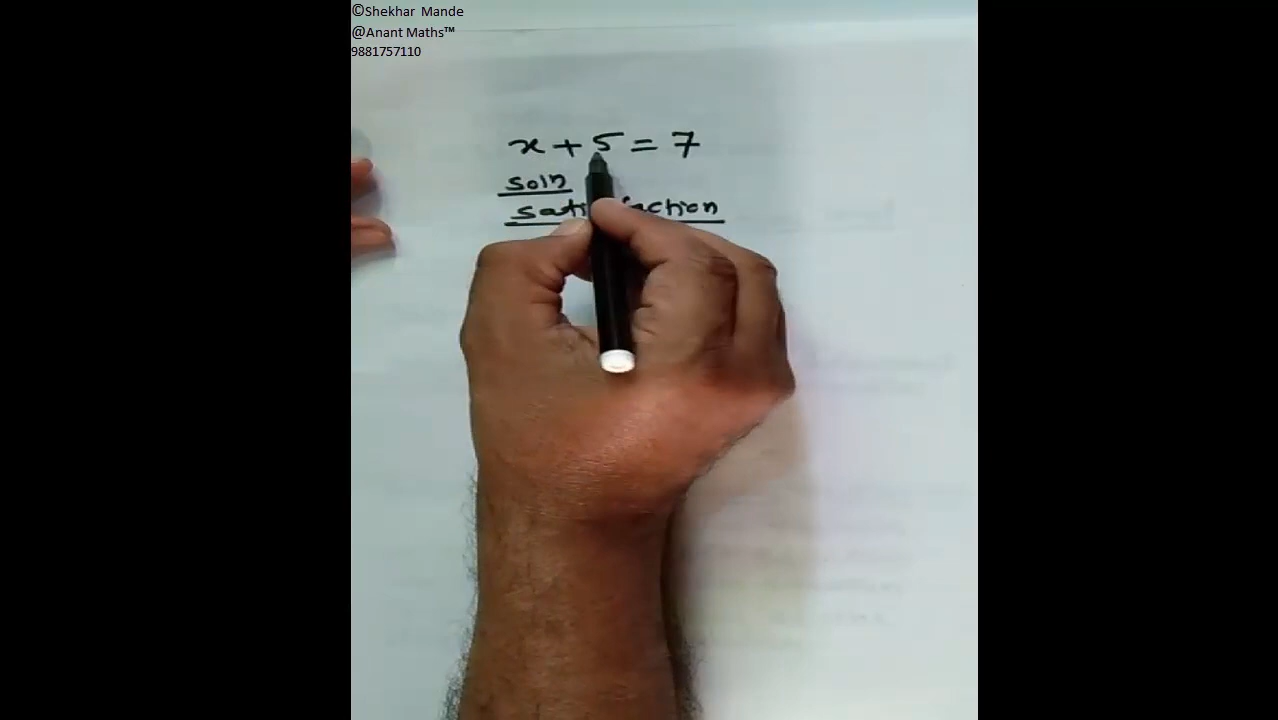 ©Shekhar Mande
@Anant Maths™
9881757110
x + 5 = 7
soln